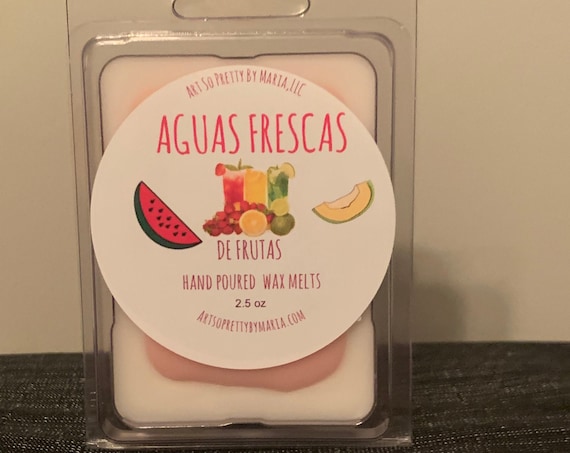 Art So Pretty By Maria, LLC
AGUAS FRESCAS
DE FRUTAS
HAND POURED WAX MELTS
2.5 oz
ArtsoprettybyMaria.com